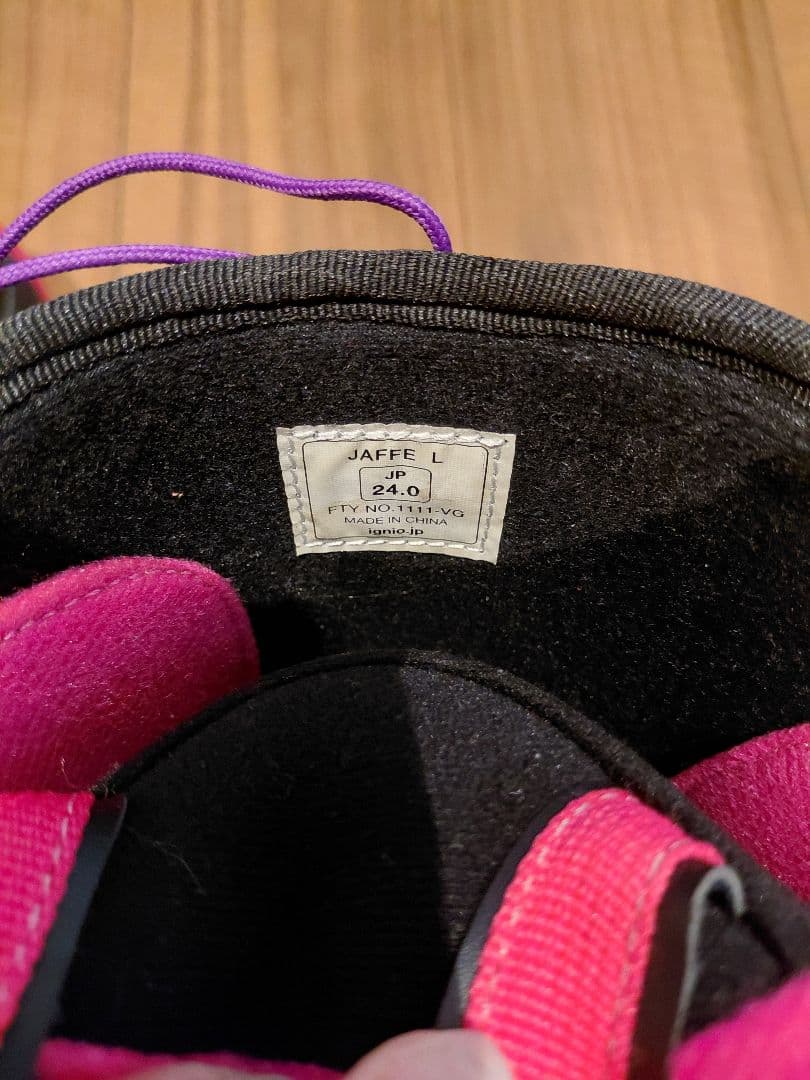 JAFFE L
JP
24.0
FTY NO.1111-VG
MADE IN CHINA
ignio.jp